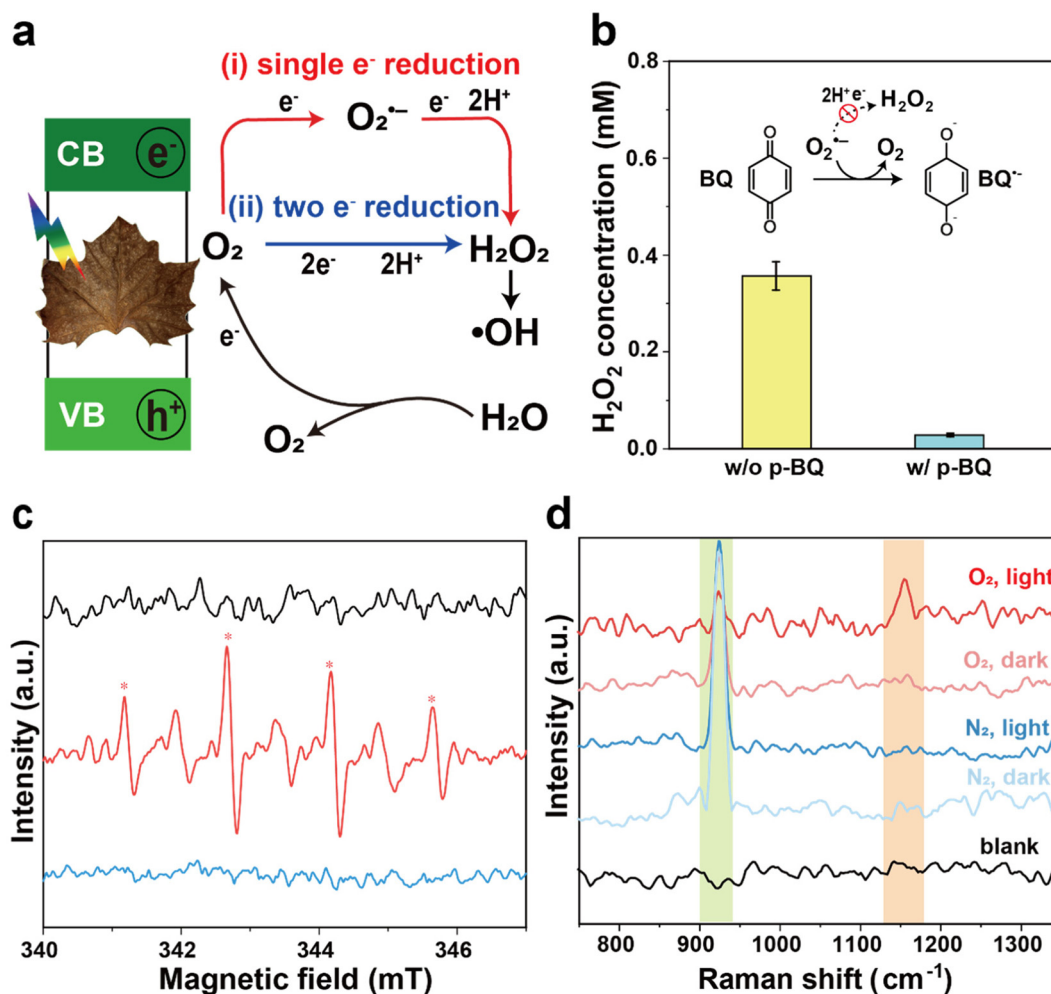 a
(i) single e⁻ reduction
e⁻
O₂•–
e⁻ 2H⁺
CB e⁻
(ii) two e⁻ reduction
O₂
2e⁻ 2H⁺
H₂O₂
•OH
e⁻
VB h⁺
O₂
H₂O
b
H₂O₂ concentration (mM)
0.8
0.6
0.4
0.2
0.0
2H⁺ e⁻
H₂O₂
O₂•–
O₂
BQ
O
O
O⁻
O⁻
BQ•-
w/o p-BQ
w/ p-BQ
c
Intensity (a.u.)
*
*
*
*
340
342
344
346
Magnetic field (mT)
d
Intensity (a.u.)
O₂, light
O₂, dark
N₂, light
N₂, dark
blank
800
900
1000
1100
1200
1300
Raman shift (cm⁻¹)